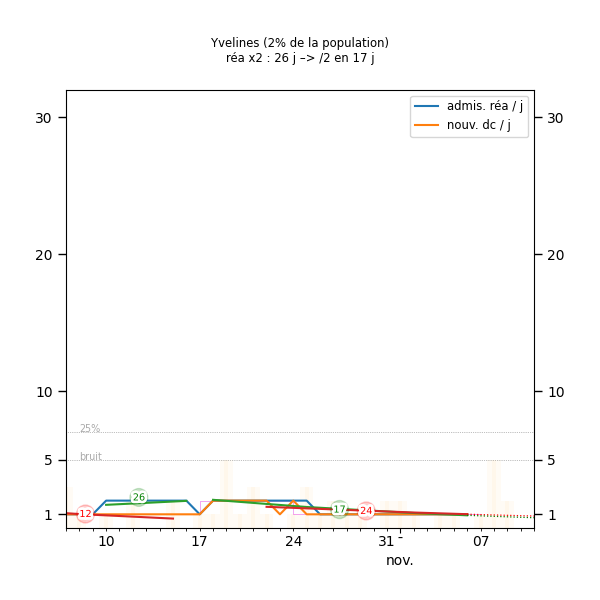 Yvelines (2% de la population)
réa x2 : 26 j –> /2 en 17 j
admis. réa / j
nouv. dc / j
30 30
20 20
10 10
25%
5 bruit 5
1 12 26 17 24 1
10 17 24 31 - 07
nov.